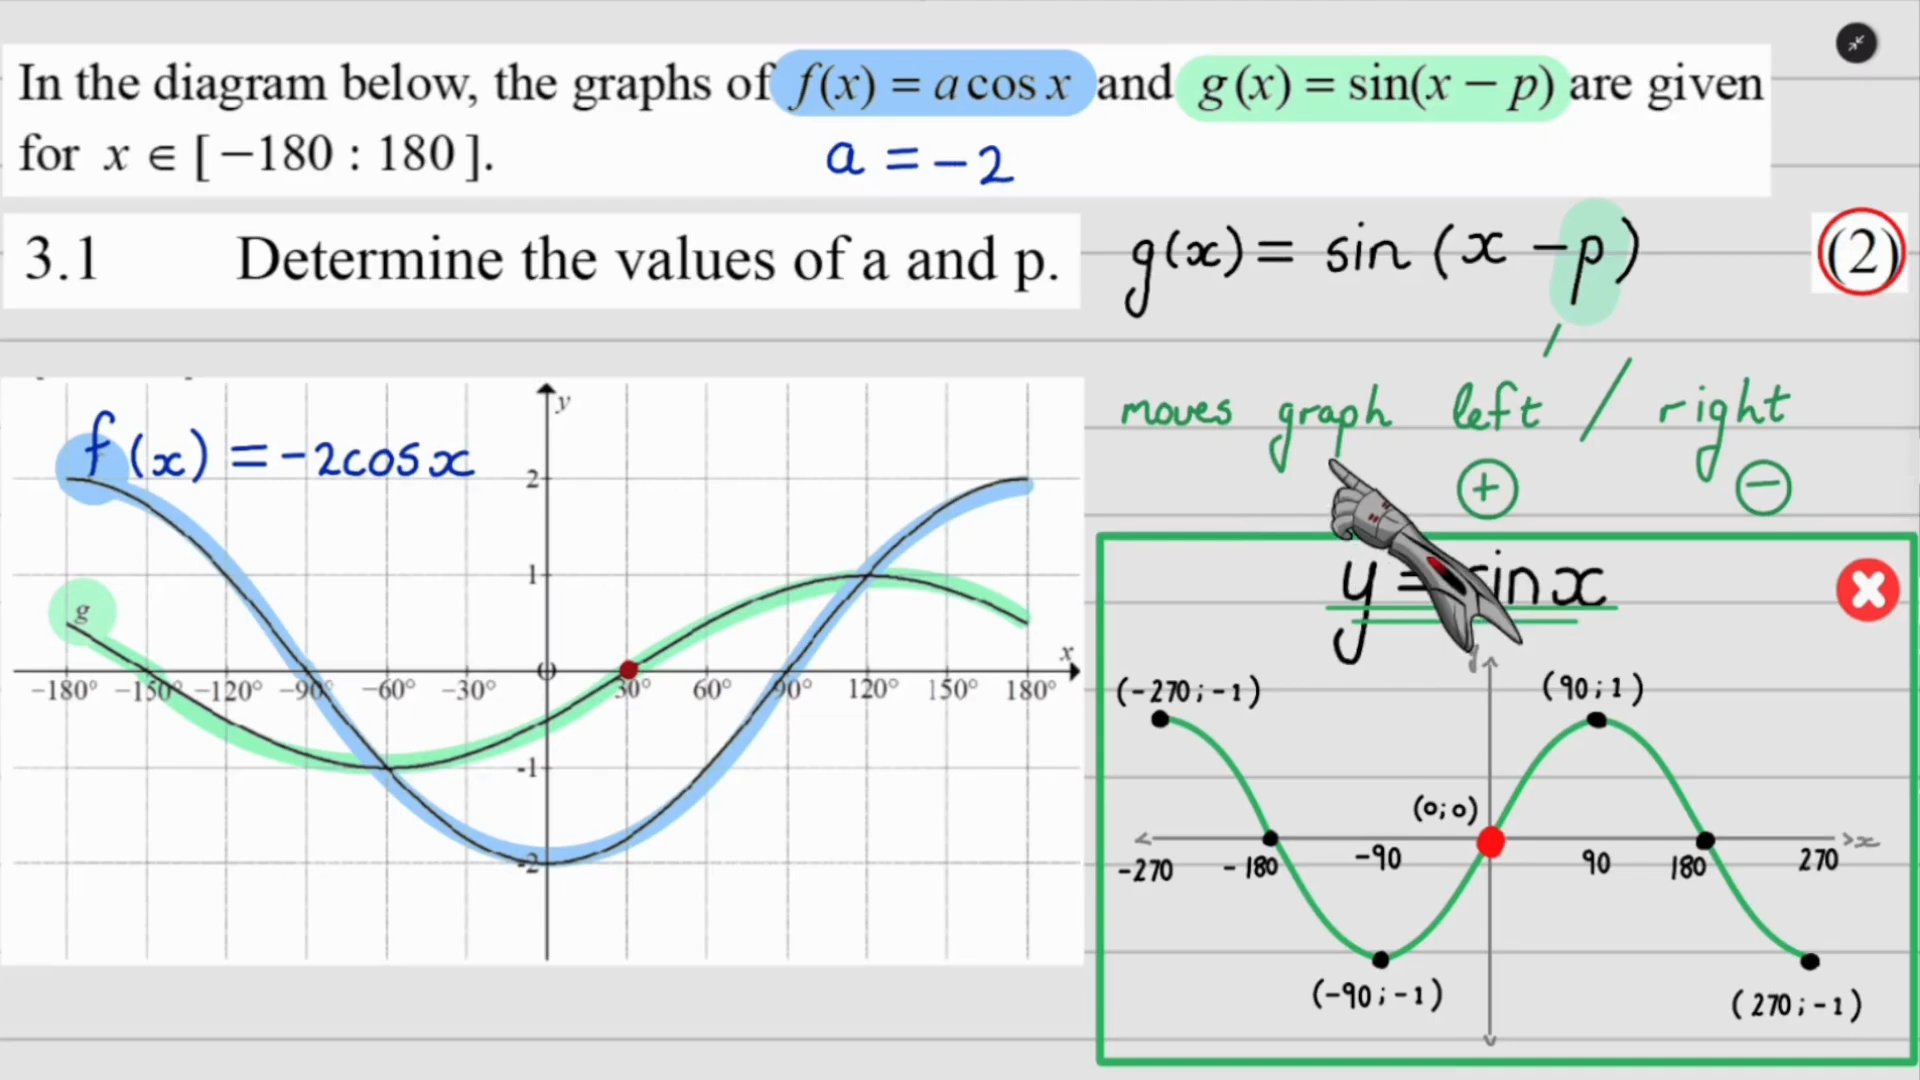 In the diagram below, the graphs of f(x) = a cos x and g(x) = sin(x − p) are given
for x ∈ [ −180 : 180 ].
a = −2
3.1 Determine the values of a and p.
g(x) = sin (x − p)
(2)
moves graph left / right
+ −
f(x) = −2cosx
y
2
1
g
O
x
−180° −150° −120° −90° −60° −30° 30° 60° 90° 120° 150° 180°
-1
-2
y = sinx
(-270 ; -1)
(90 ; 1)
(0 ; 0)
x
-270 -180 -90 90 180 270
(-90 ; -1)
(270 ; -1)